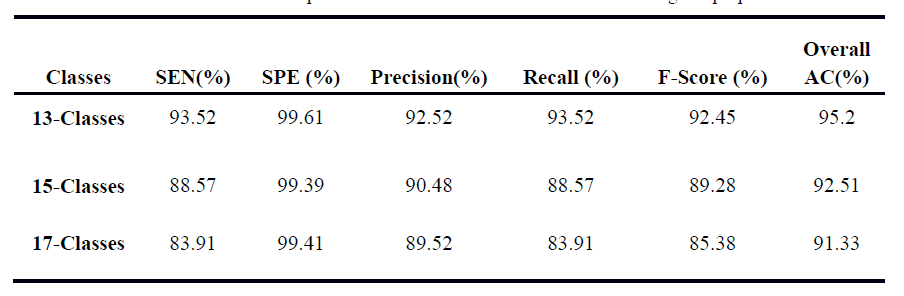 Overall
Classes SEN(%) SPE (%) Precision(%) Recall (%) F-Score (%) AC(%)
13-Classes 93.52 99.61 92.52 93.52 92.45 95.2
15-Classes 88.57 99.39 90.48 88.57 89.28 92.51
17-Classes 83.91 99.41 89.52 83.91 85.38 91.33